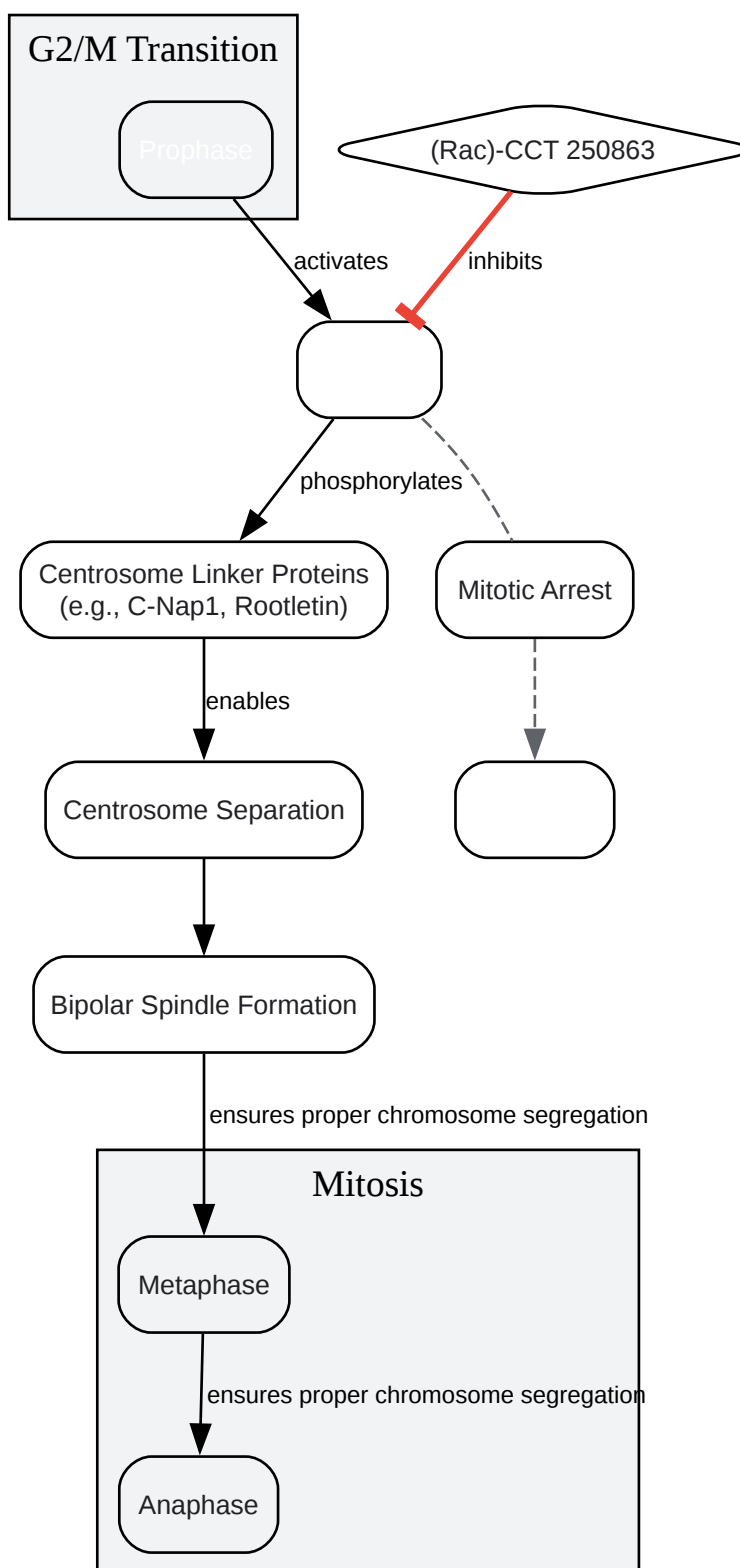 G2/M Transition
Prophase
(Rac)-CCT 250863
activates
inhibits
phosphorylates
Centrosome Linker Proteins
(e.g., C-Nap1, Rootletin)
Mitotic Arrest
enables
Centrosome Separation
Bipolar Spindle Formation
ensures proper chromosome segregation
Mitosis
Metaphase
ensures proper chromosome segregation
Anaphase